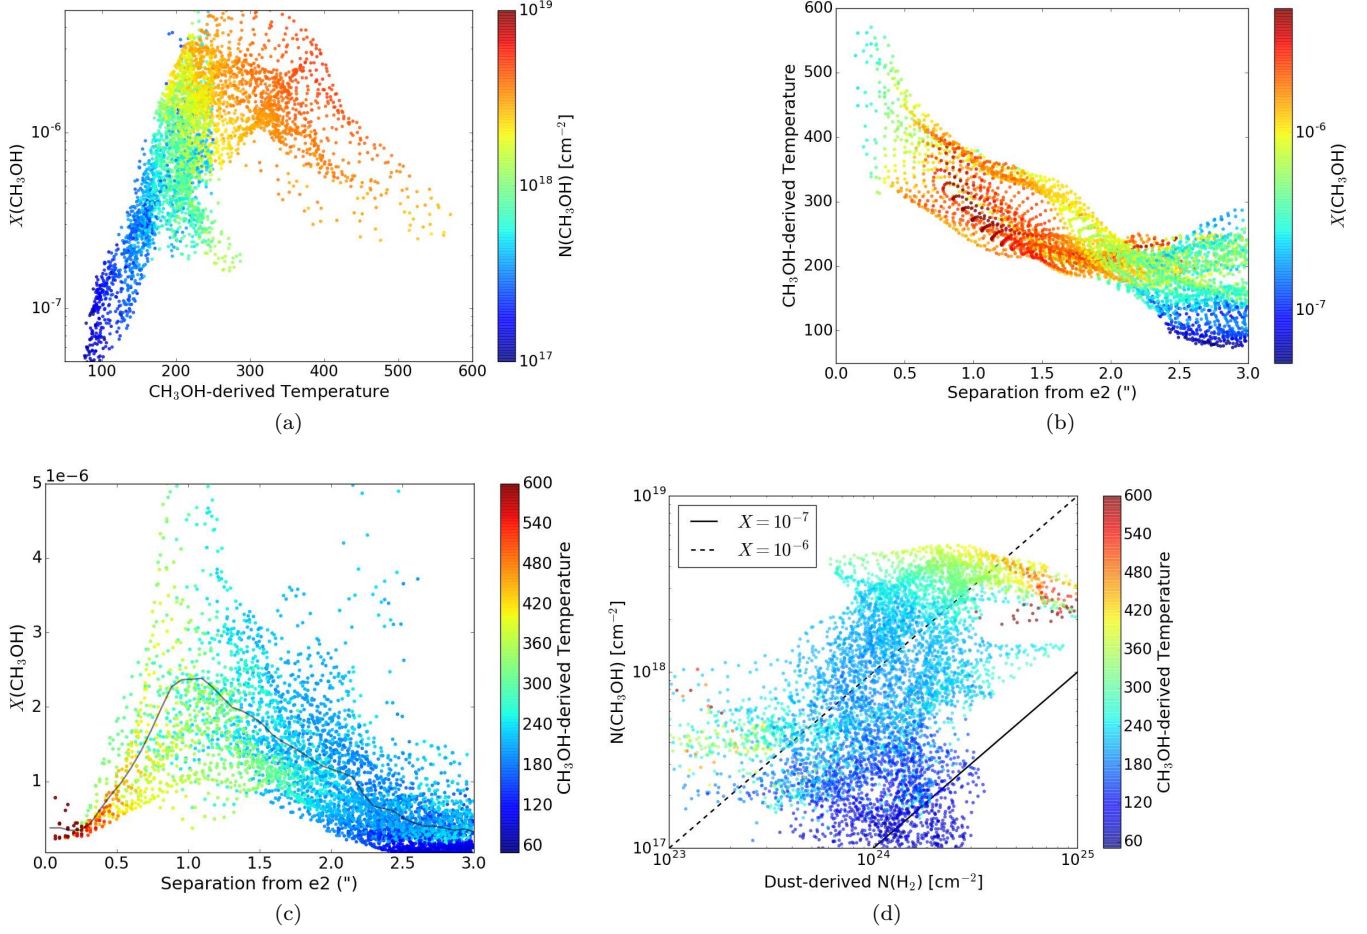 10^19
10^18
10^17
N(CH₃OH) [cm⁻²]
X(CH₃OH)
10^-6
10^-7
100 200 300 400 500 600
CH₃OH-derived Temperature
(a)
600
500
400
300
200
100
CH₃OH-derived Temperature
0.0 0.5 1.0 1.5 2.0 2.5 3.0
Separation from e2 (")
10^-6
10^-7
X(CH₃OH)
(b)
1e−6
5
4
3
2
1
X(CH₃OH)
0.0 0.5 1.0 1.5 2.0 2.5 3.0
Separation from e2 (")
600
540
480
420
360
300
240
180
120
60
CH₃OH-derived Temperature
(c)
10^19
10^18
10^17
N(CH₃OH) [cm⁻²]
X = 10^-7
X = 10^-6
10^23 10^24 10^25
Dust-derived N(H₂) [cm⁻²]
600
540
480
420
360
300
240
180
120
60
CH₃OH-derived Temperature
(d)